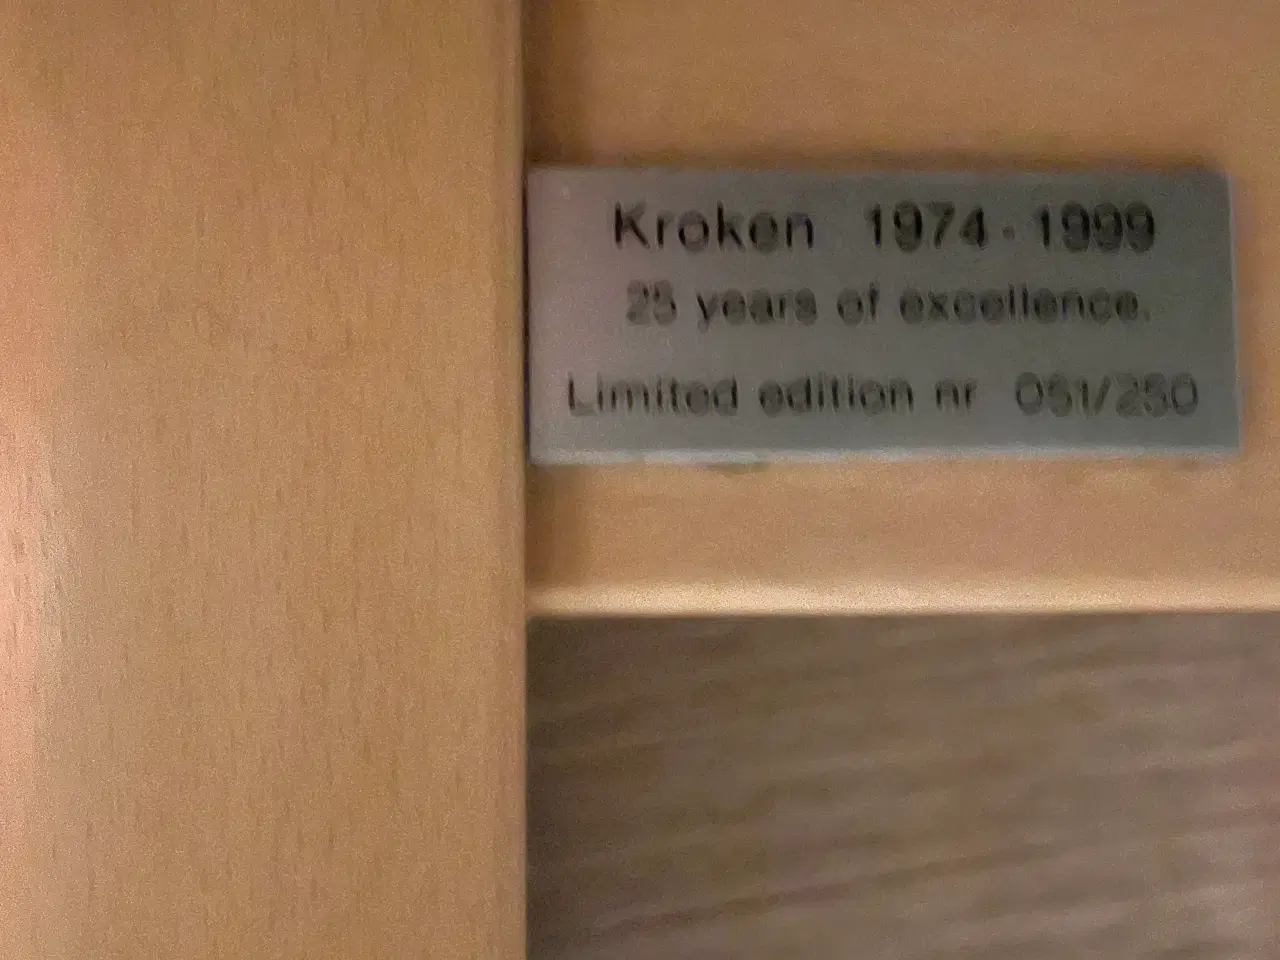 Kroken 1974-1999
25 years of excellence.
Limited edition nr 051/250